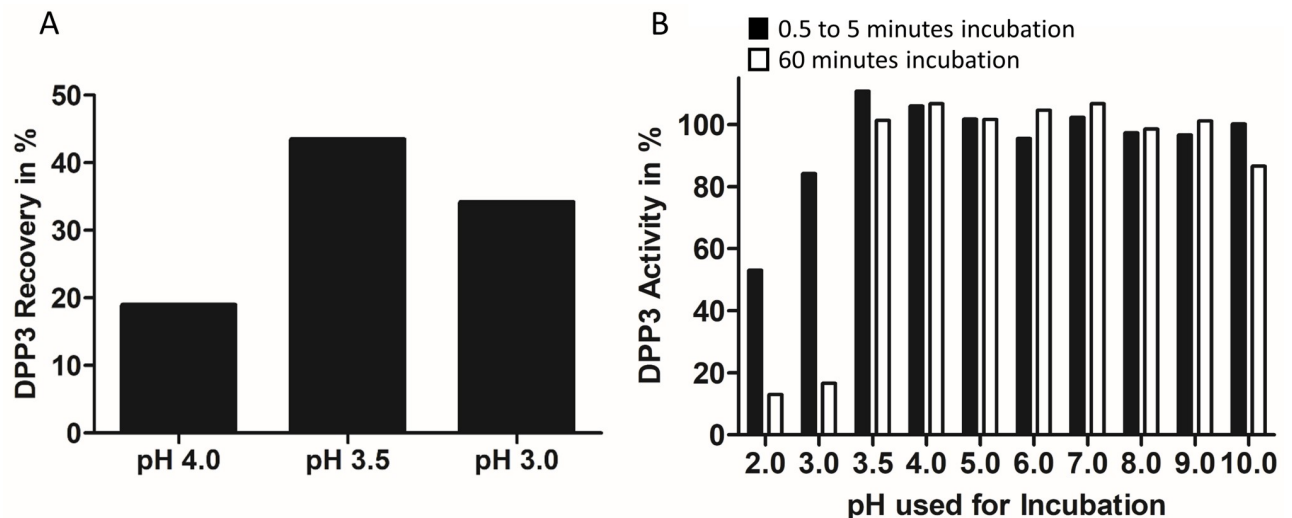 A
DPP3 Recovery in %
50
40
30
20
10
0
pH 4.0 pH 3.5 pH 3.0
B
0.5 to 5 minutes incubation
60 minutes incubation
DPP3 Activity in %
100
80
60
40
20
0
2.0 3.0 3.5 4.0 5.0 6.0 7.0 8.0 9.0 10.0
pH used for Incubation